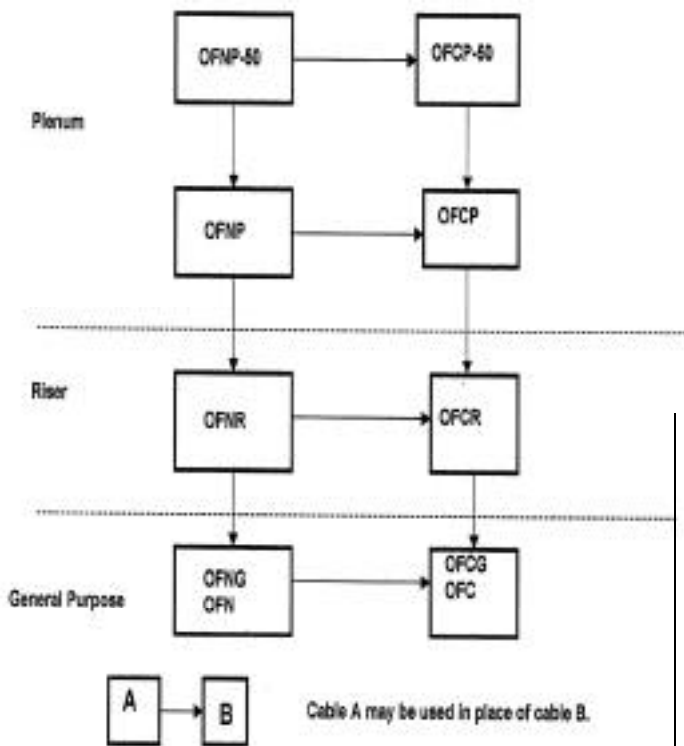 OFNP-50
OFCP-50
Plenum
OFNP
OFCP
Riser
OFNR
OFCR
General Purpose
OFNG
OFN
OFCG
OFC
A
B
Cable A may be used in place of cable B.